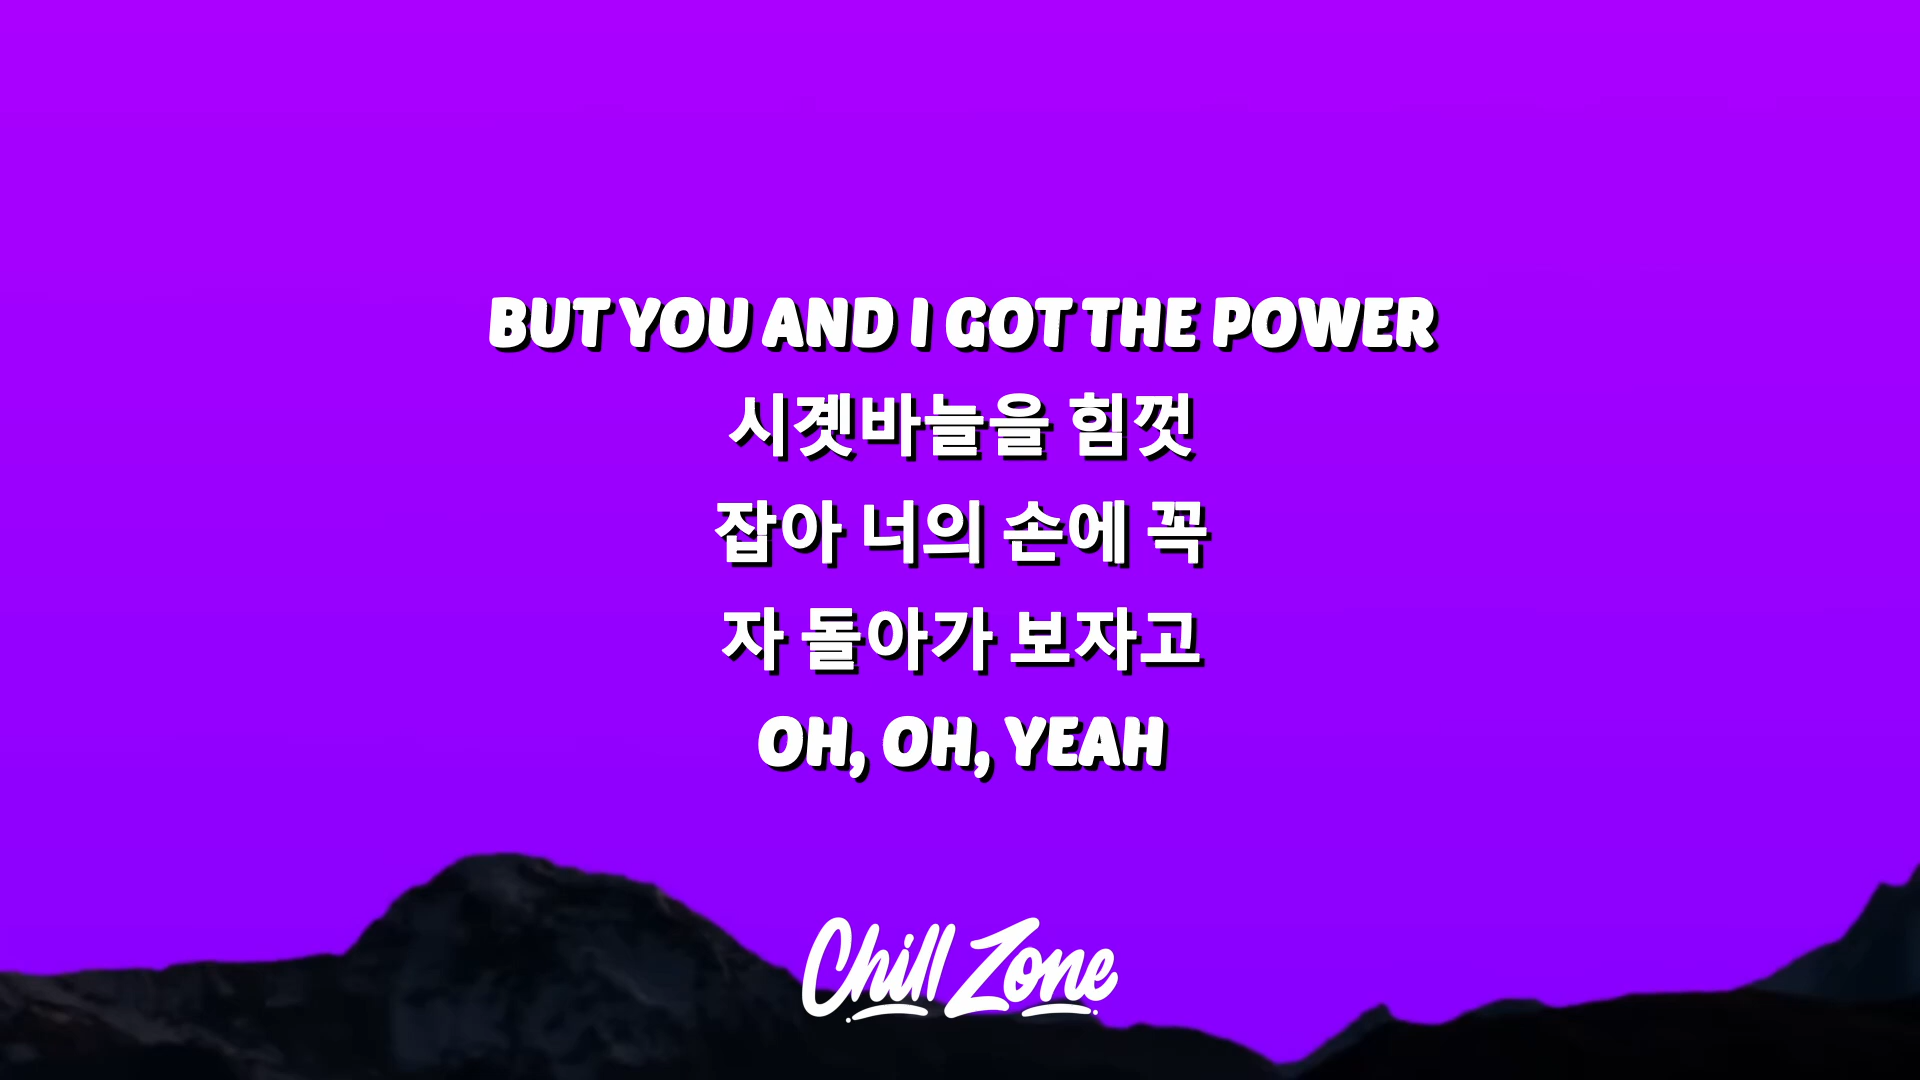 BUT YOU AND I GOT THE POWER
시곗바늘을 힘껏
잡아 너의 손에 꼭
자 돌아가 보자고
OH, OH, YEAH
Chill Zone